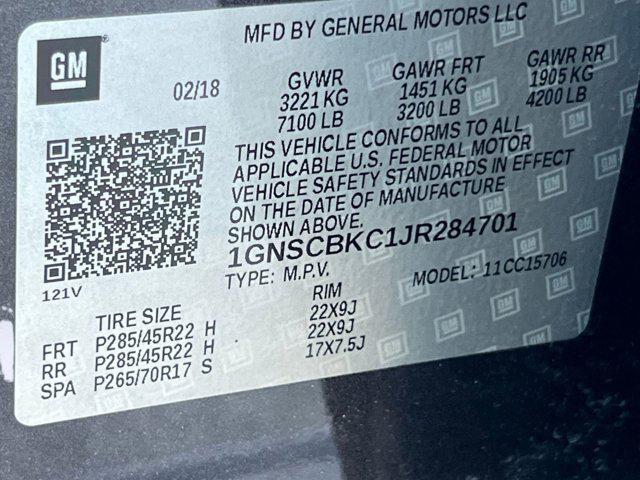 GM
MFD BY GENERAL MOTORS LLC
02/18
GVWR GAWR FRT GAWR RR
3221 KG 1451 KG 1905 KG
7100 LB 3200 LB 4200 LB
THIS VEHICLE CONFORMS TO ALL
APPLICABLE U.S. FEDERAL MOTOR
VEHICLE SAFETY STANDARDS IN EFFECT
ON THE DATE OF MANUFACTURE
SHOWN ABOVE.
1GNSCBKC1JR284701
121V
TYPE: M.P.V. MODEL: 11CC15706
TIRE SIZE RIM
FRT P285/45R22 H 22X9J
RR P285/45R22 H 22X9J
SPA P265/70R17 S 17X7.5J